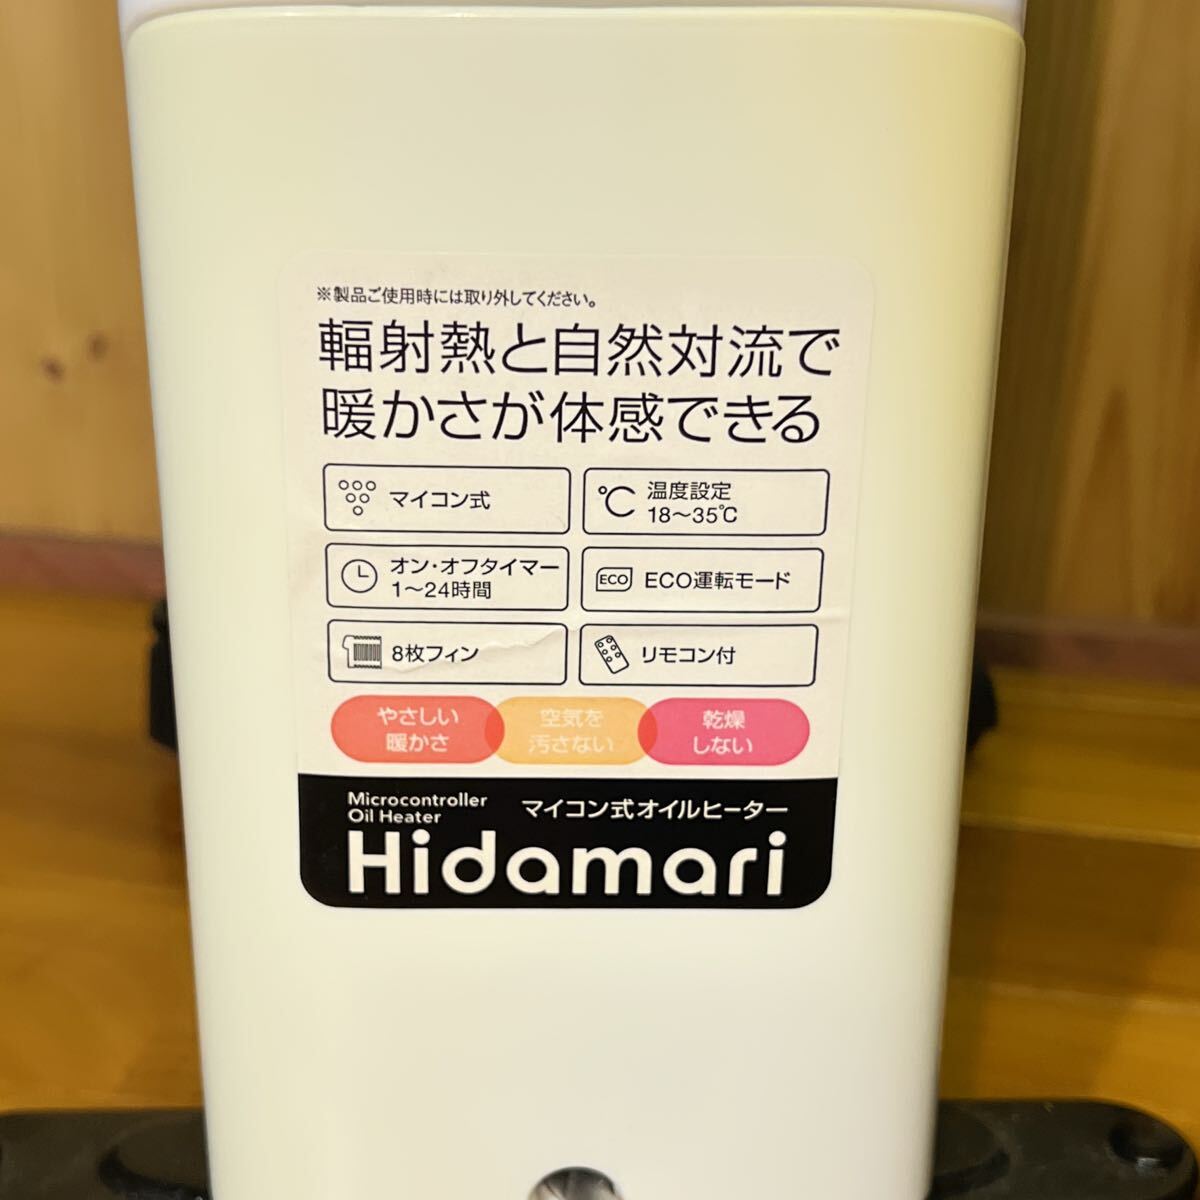 ※製品ご使用時には取り外してください。
輻射熱と自然対流で
暖かさが体感できる
マイコン式
℃ 温度設定
18～35℃
オン・オフタイマー
1～24時間
ECO ECO運転モード
8枚フィン
リモコン付
やさしい
暖かさ
空気を
汚さない
乾燥
しない
Microcontroller
Oil Heater
マイコン式オイルヒーター
Hidamari